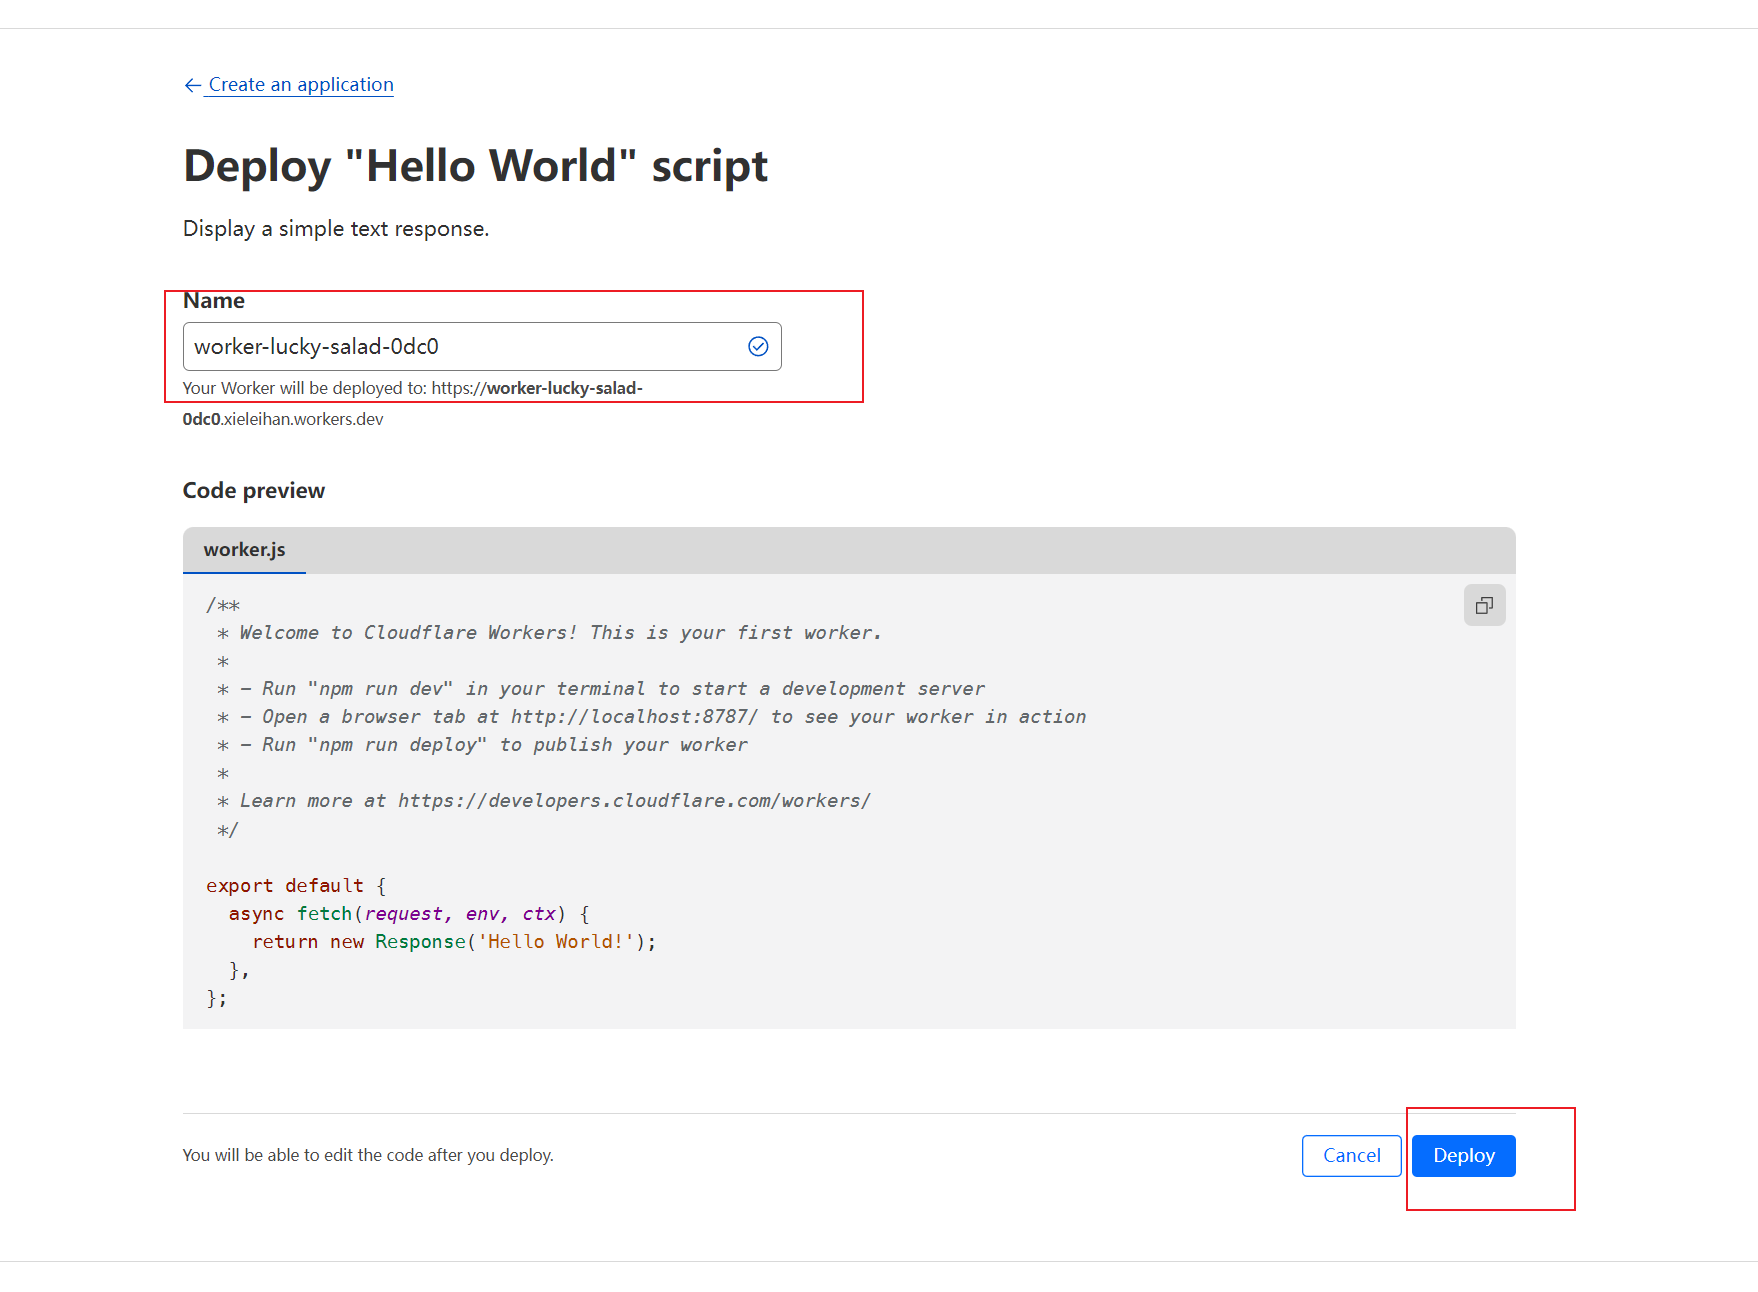 ← Create an application
Deploy "Hello World" script
Display a simple text response.
Name
worker-lucky-salad-0dc0
Your Worker will be deployed to: https://worker-lucky-salad-
0dc0.xieleihan.workers.dev
Code preview
worker.js
/**
 * Welcome to Cloudflare Workers! This is your first worker.
 *
 * - Run "npm run dev" in your terminal to start a development server
 * - Open a browser tab at http://localhost:8787/ to see your worker in action
 * - Run "npm run deploy" to publish your worker
 *
 * Learn more at https://developers.cloudflare.com/workers/
 */
export default {
  async fetch(request, env, ctx) {
    return new Response('Hello World!');
  },
};
You will be able to edit the code after you deploy.
Cancel
Deploy